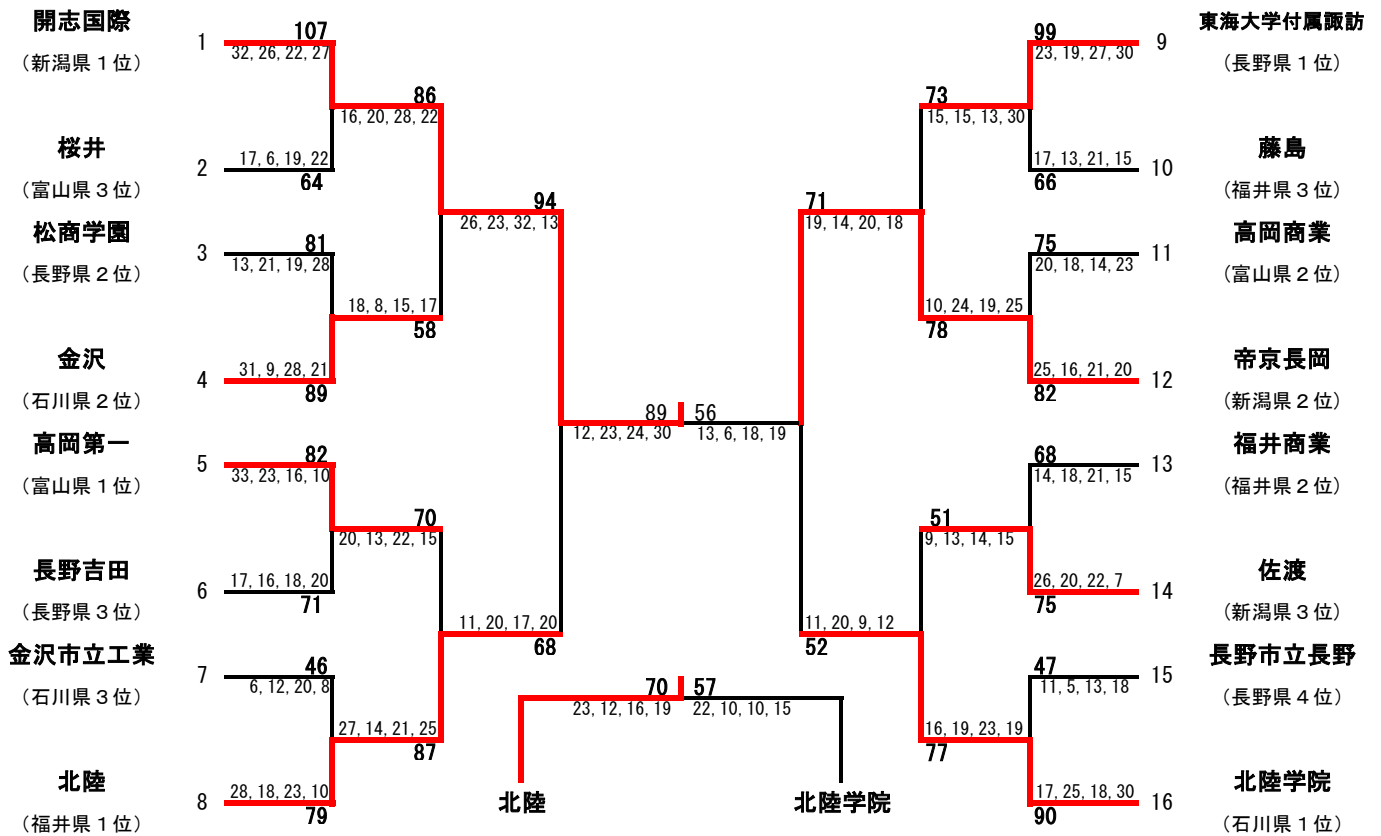 開志国際
（新潟県１位）
1
107
32, 26, 22, 27
桜井
（富山県３位）
2
17, 6, 19, 22
64
松商学園
（長野県２位）
3
81
13, 21, 19, 28
金沢
（石川県２位）
4
31, 9, 28, 21
89
高岡第一
（富山県１位）
5
82
33, 23, 16, 10
長野吉田
（長野県３位）
6
17, 16, 18, 20
71
金沢市立工業
（石川県３位）
7
46
6, 12, 20, 8
北陸
（福井県１位）
8
28, 18, 23, 10
79
86
16, 20, 28, 22
18, 8, 15, 17
58
70
20, 13, 22, 15
27, 14, 21, 25
87
94
26, 23, 32, 13
11, 20, 17, 20
68
89
56
12, 23, 24, 30
13, 6, 18, 19
70
57
23, 12, 16, 19
22, 10, 10, 15
北陸
北陸学院
71
19, 14, 20, 18
11, 20, 9, 12
52
73
15, 15, 13, 30
10, 24, 19, 25
78
51
9, 13, 14, 15
16, 19, 23, 19
77
99
23, 19, 27, 30
9
東海大学付属諏訪
（長野県１位）
17, 13, 21, 15
66
10
藤島
（福井県３位）
75
20, 18, 14, 23
11
高岡商業
（富山県２位）
25, 16, 21, 20
82
12
帝京長岡
（新潟県２位）
68
14, 18, 21, 15
13
福井商業
（福井県２位）
26, 20, 22, 7
75
14
佐渡
（新潟県３位）
47
11, 5, 13, 18
15
長野市立長野
（長野県４位）
17, 25, 18, 30
90
16
北陸学院
（石川県１位）